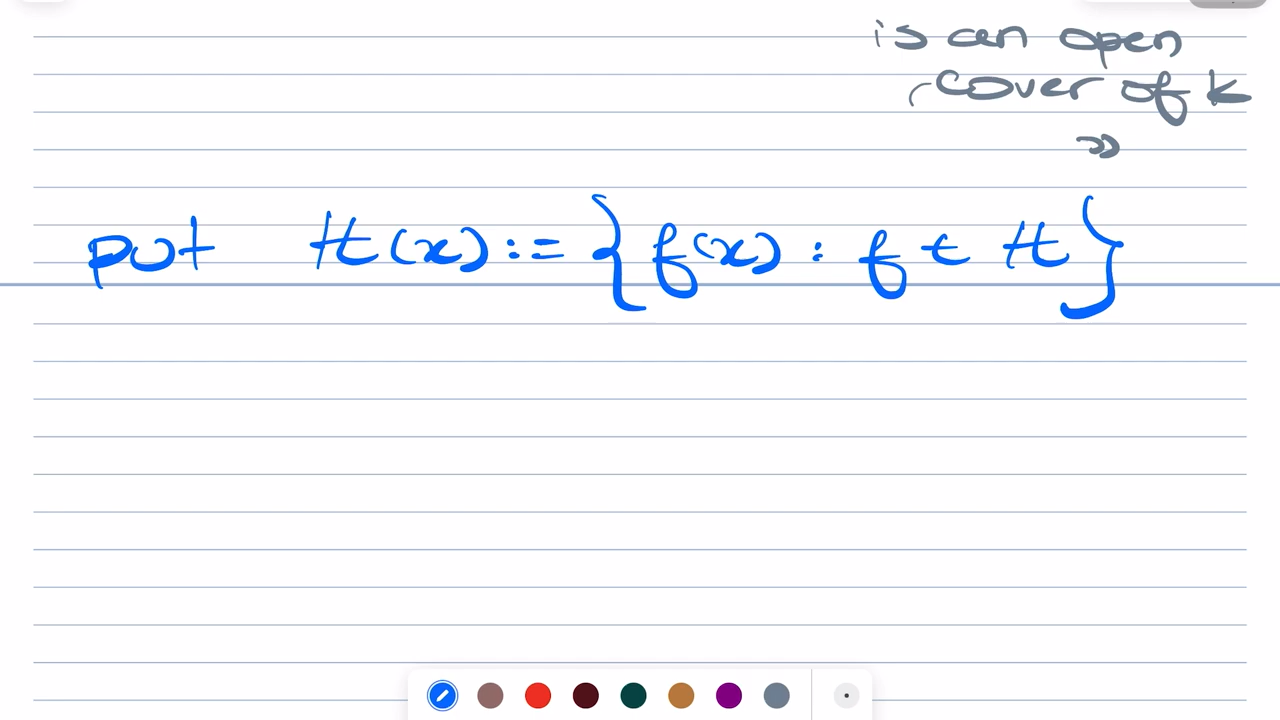 is an open
cover of K
»
put H(x) := {f(x) : f ∈ H}